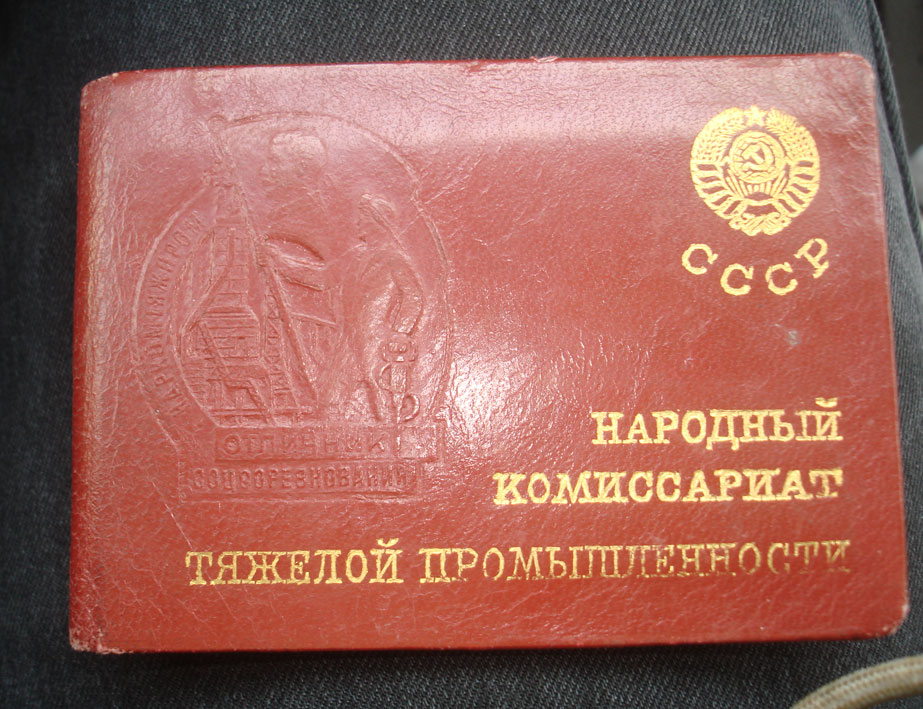 СССР
НАРОДНЫЙ
КОМИССАРИАТ
ТЯЖЕЛОЙ ПРОМЫШЛЕННОСТИ
ОТЛИЧНИК
СОЦСОРЕВНОВАНИЯ